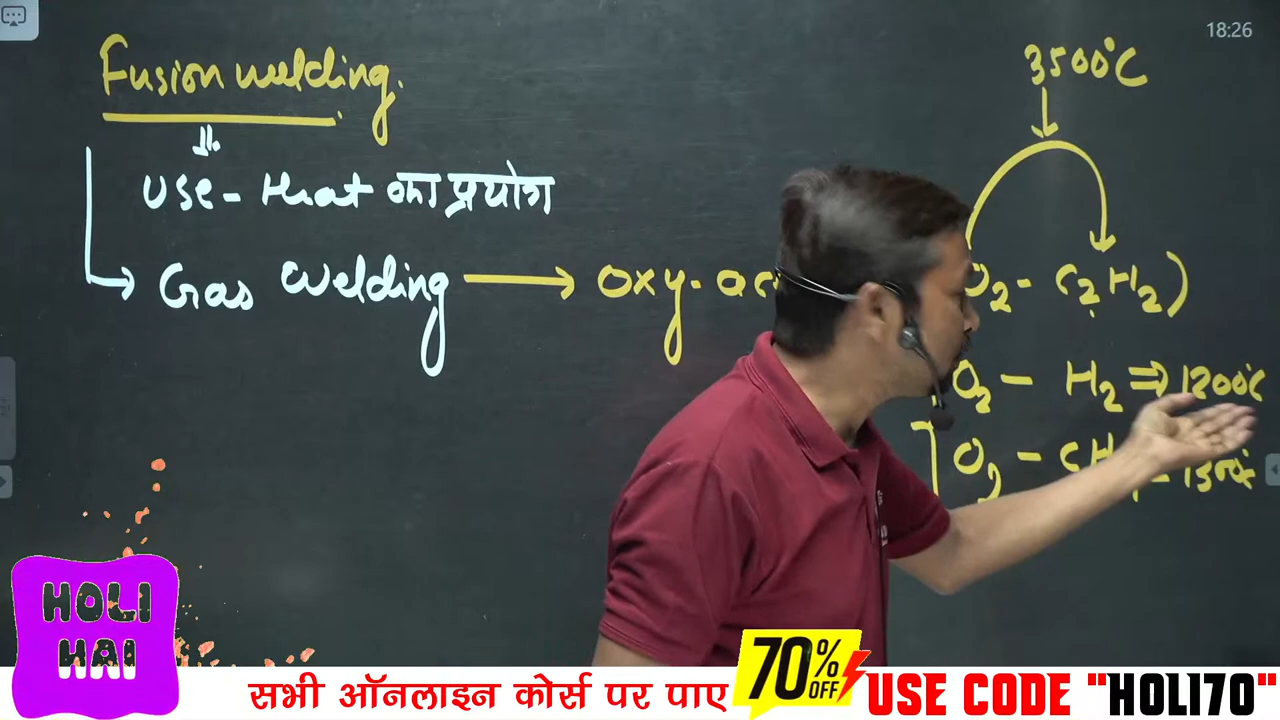 18:26
Fusion welding.
3500°C
Use - Heat का प्रयोग
Gas Welding → Oxy-
O₂ - C₂H₂)
O₂ - H₂ ⇒ 1200°C
O₂ - CH
HOLI
HAI
सभी ऑनलाइन कोर्स पर पाए 70% OFF USE CODE "HOLI70"